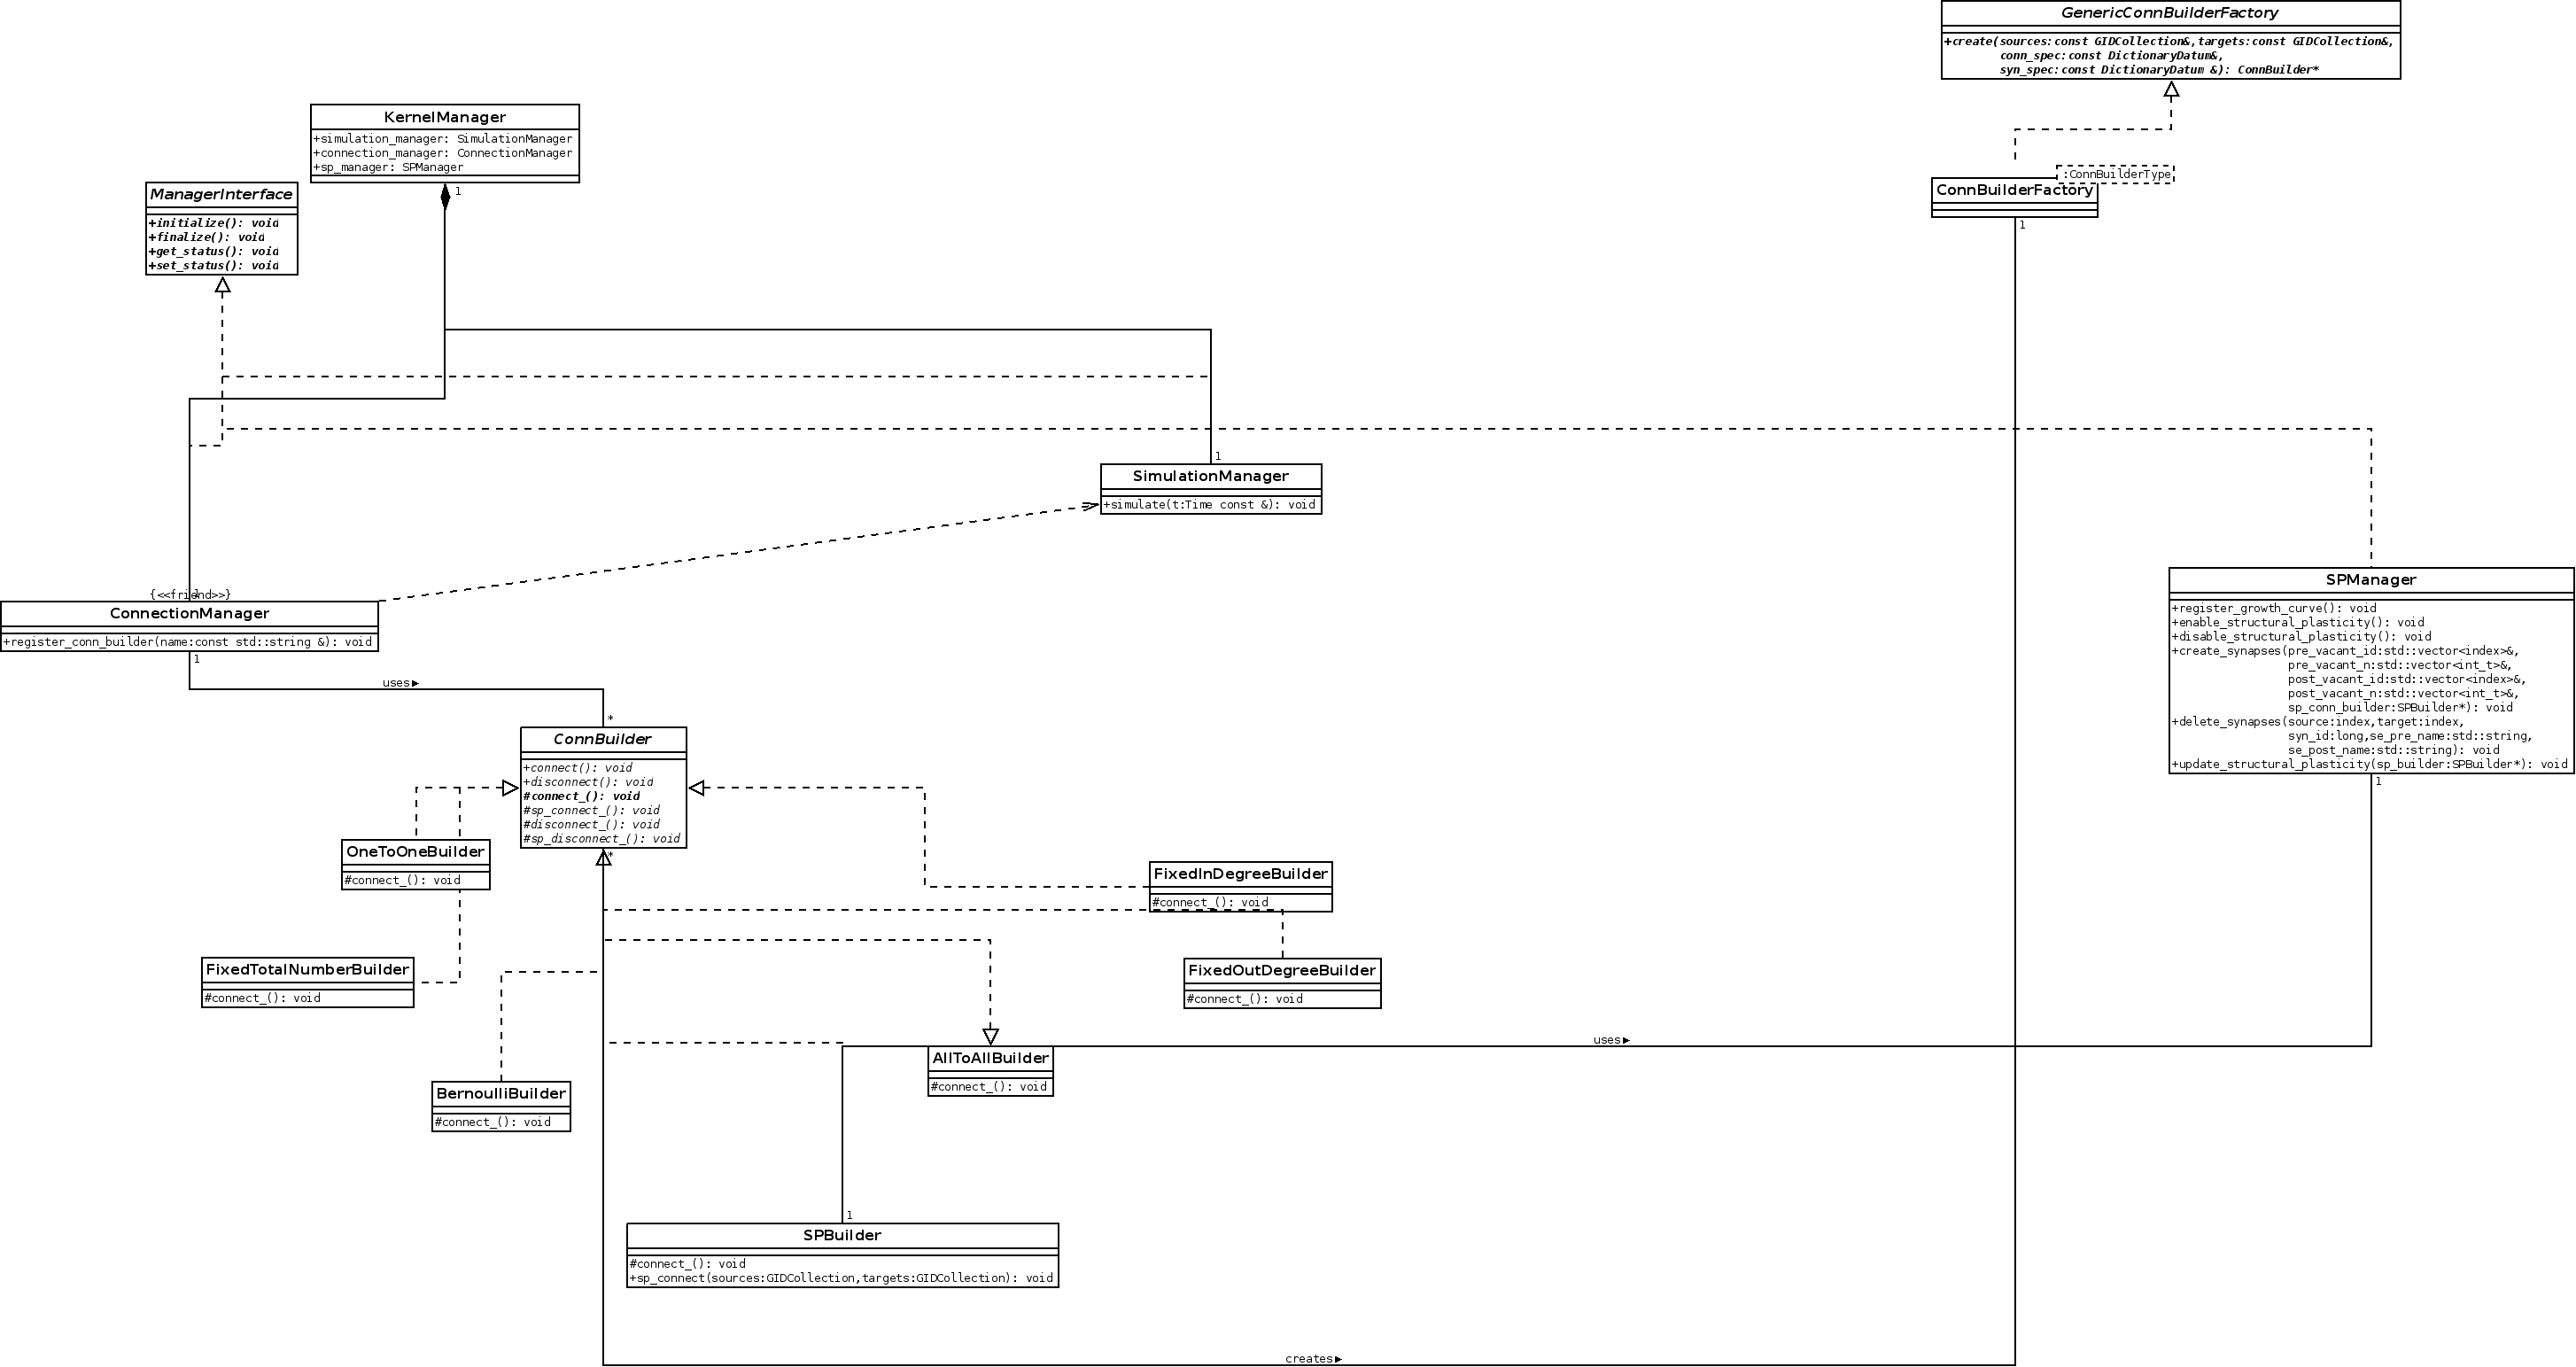 GenericConnBuilderFactory
+create(sources:const GIDCollection&,targets:const GIDCollection&,
conn_spec:const DictionaryDatum&,
syn_spec:const DictionaryDatum &): ConnBuilder*
KernelManager
+simulation_manager: SimulationManager
+connection_manager: ConnectionManager
+sp_manager: SPManager
1
ManagerInterface
+initialize(): void
+finalize(): void
+get_status(): void
+set_status(): void
:ConnBuilderType
ConnBuilderFactory
1
1
SimulationManager
+simulate(t:Time const &): void
{<<friend>>}
ConnectionManager
+register_conn_builder(name:const std::string &): void
1
uses►
*
SPManager
+register_growth_curve(): void
+enable_structural_plasticity(): void
+disable_structural_plasticity(): void
+create_synapses(pre_vacant_id:std::vector<index>&,
pre_vacant_n:std::vector<int_t>&,
post_vacant_id:std::vector<index>&,
post_vacant_n:std::vector<int_t>&,
sp_conn_builder:SPBuilder*): void
+delete_synapses(source:index,target:index,
syn_id:long,se_pre_name:std::string,
se_post_name:std::string): void
+update_structural_plasticity(sp_builder:SPBuilder*): void
1
ConnBuilder
+connect(): void
+disconnect(): void
#connect_(): void
#sp_connect_(): void
#disconnect_(): void
#sp_disconnect_(): void
*
OneToOneBuilder
#connect_(): void
FixedInDegreeBuilder
#connect_(): void
FixedTotalNumberBuilder
#connect_(): void
FixedOutDegreeBuilder
#connect_(): void
uses►
AllToAllBuilder
#connect_(): void
BernoulliBuilder
#connect_(): void
1
SPBuilder
#connect_(): void
+sp_connect(sources:GIDCollection,targets:GIDCollection): void
creates►